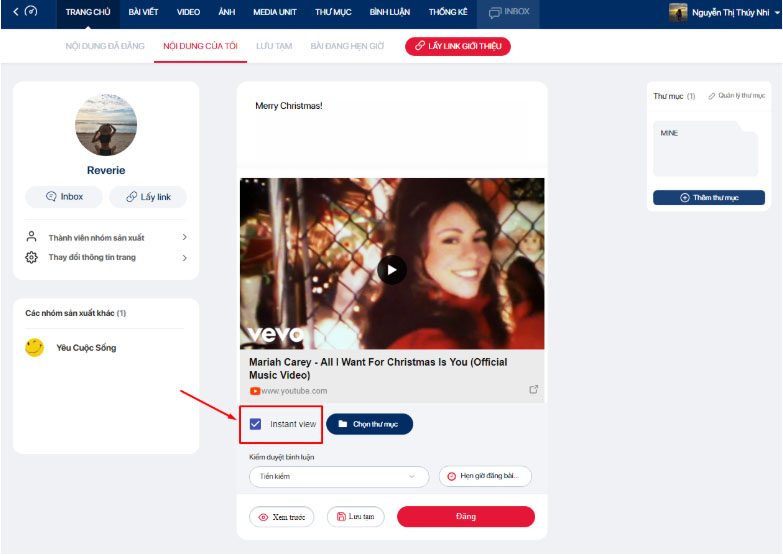 TRANG CHỦ BÀI VIẾT VIDEO ẢNH MEDIA UNIT THƯ MỤC BÌNH LUẬN THỐNG KÊ INBOX Nguyễn Thị Thúy Nhi
NỘI DUNG ĐÃ ĐĂNG NỘI DUNG CỦA TÔI LƯU TẠM BÀI ĐANG HẸN GIỜ LẤY LINK GIỚI THIỆU
Reverie
Inbox Lấy link
Thành viên nhóm sản xuất
Thay đổi thông tin trang
Các nhóm sản xuất khác (1)
Yêu Cuộc Sống
Merry Christmas!
vevo
Mariah Carey - All I Want For Christmas Is You (Official
Music Video)
www.youtube.com
Instant view Chọn thư mục
Kiểm duyệt bình luận
Tiền kiểm Hẹn giờ đăng bài...
Xem trước Lưu tạm Đăng
Thư mục (1) Quản lý thư mục
MINE
Thêm thư mục